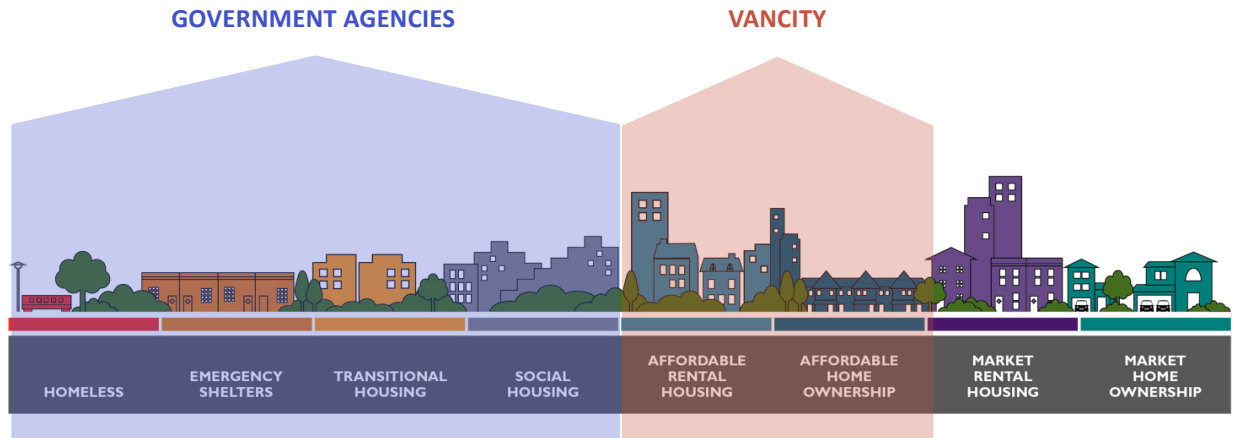 GOVERNMENT AGENCIES
VANCITY
HOMELESS
EMERGENCY
SHELTERS
TRANSITIONAL
HOUSING
SOCIAL
HOUSING
AFFORDABLE
RENTAL
HOUSING
AFFORDABLE
HOME
OWNERSHIP
MARKET
RENTAL
HOUSING
MARKET
HOME
OWNERSHIP